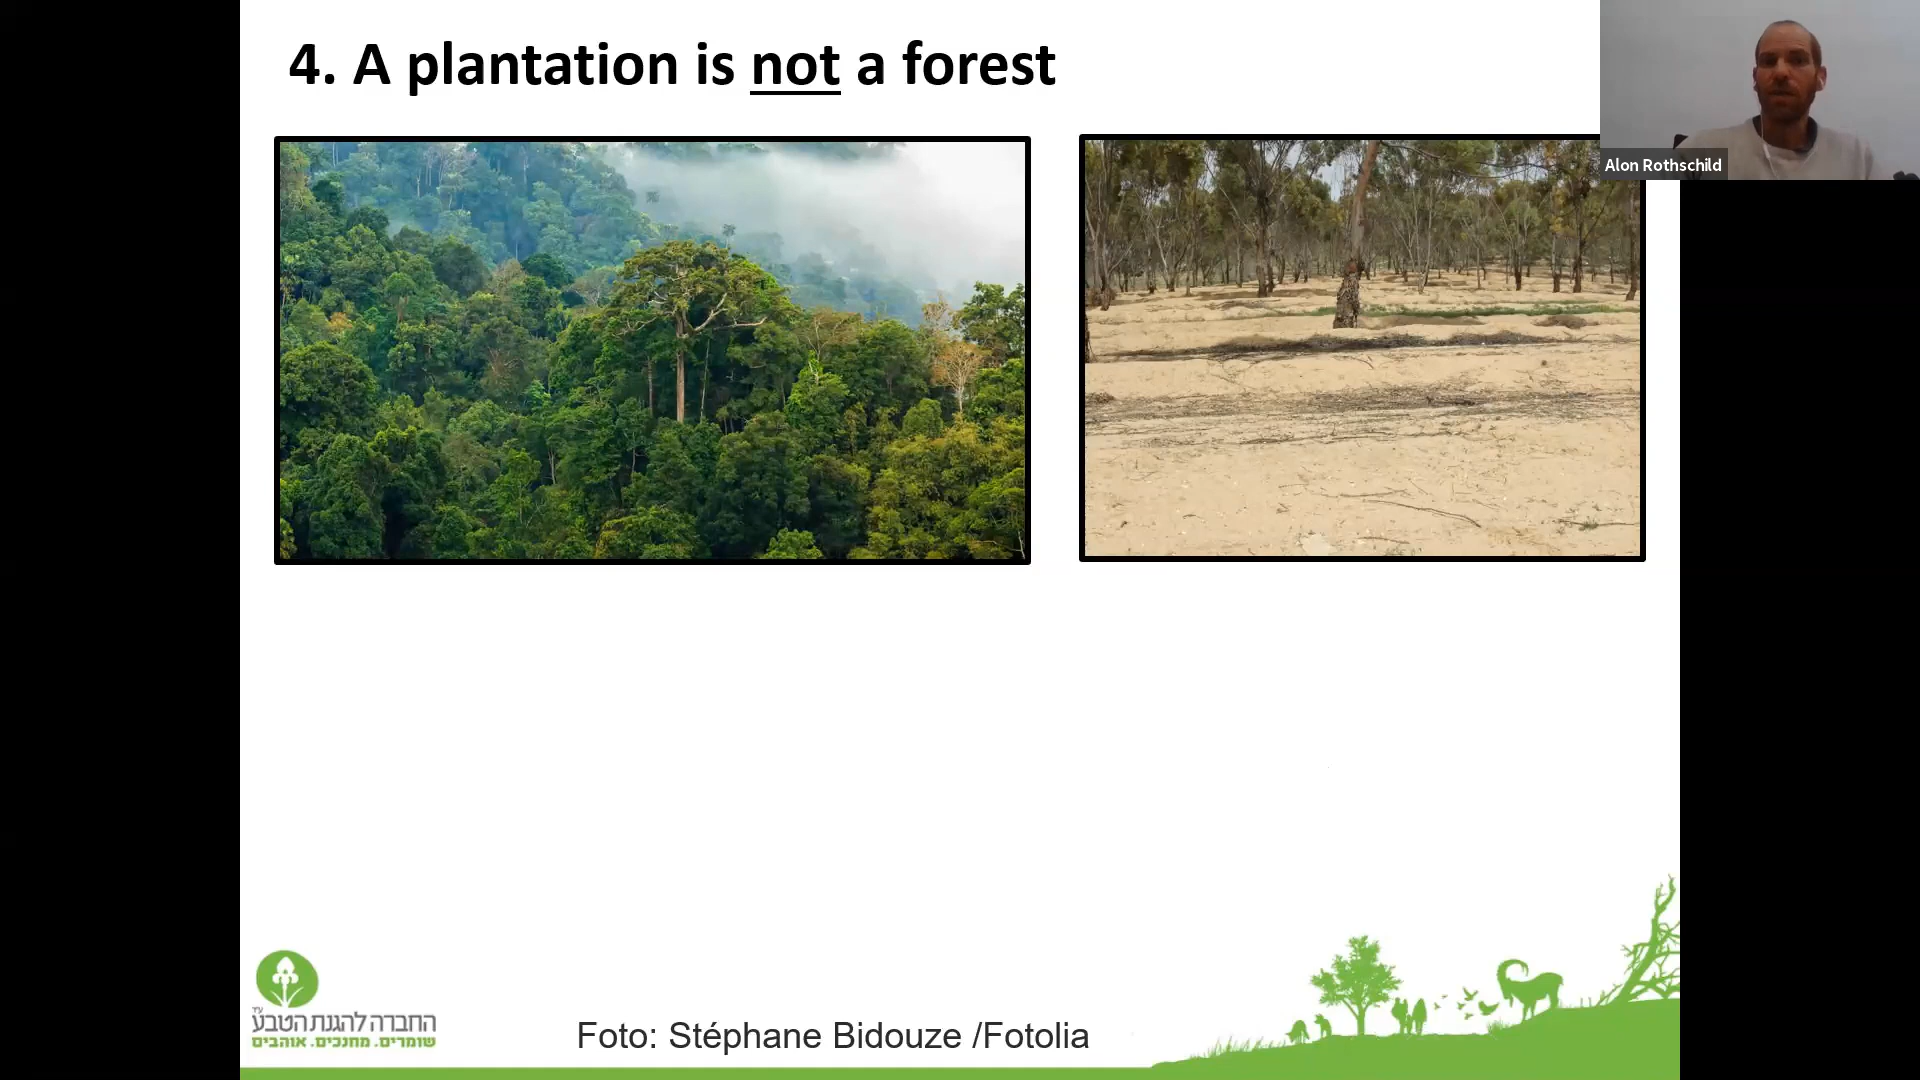 4. A plantation is not a forest
Alon Rothschild
החברה להגנת הטבע ע"ר
שומרים. מחנכים. אוהבים.
Foto: Stéphane Bidouze /Fotolia